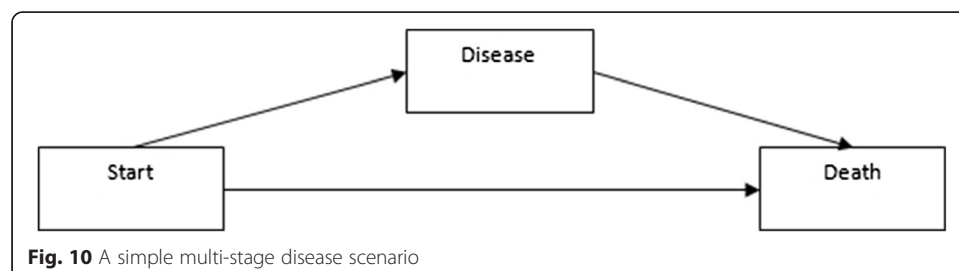 Disease
Start
Death
Fig. 10 A simple multi-stage disease scenario